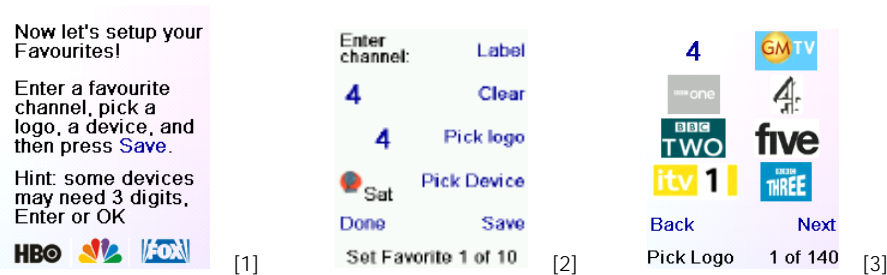 Now let's setup your
Favourites!
Enter a favourite
channel, pick a
logo, a device, and
then press Save.
Hint: some devices
may need 3 digits,
Enter or OK
HBO FOX
[1]
Enter
channel: Label
4 Clear
4 Pick logo
Sat Pick Device
Done Save
Set Favorite 1 of 10
[2]
4 GMTV
BBC one 4
BBC TWO five
itv 1 BBC THREE
Back Next
Pick Logo 1 of 140
[3]